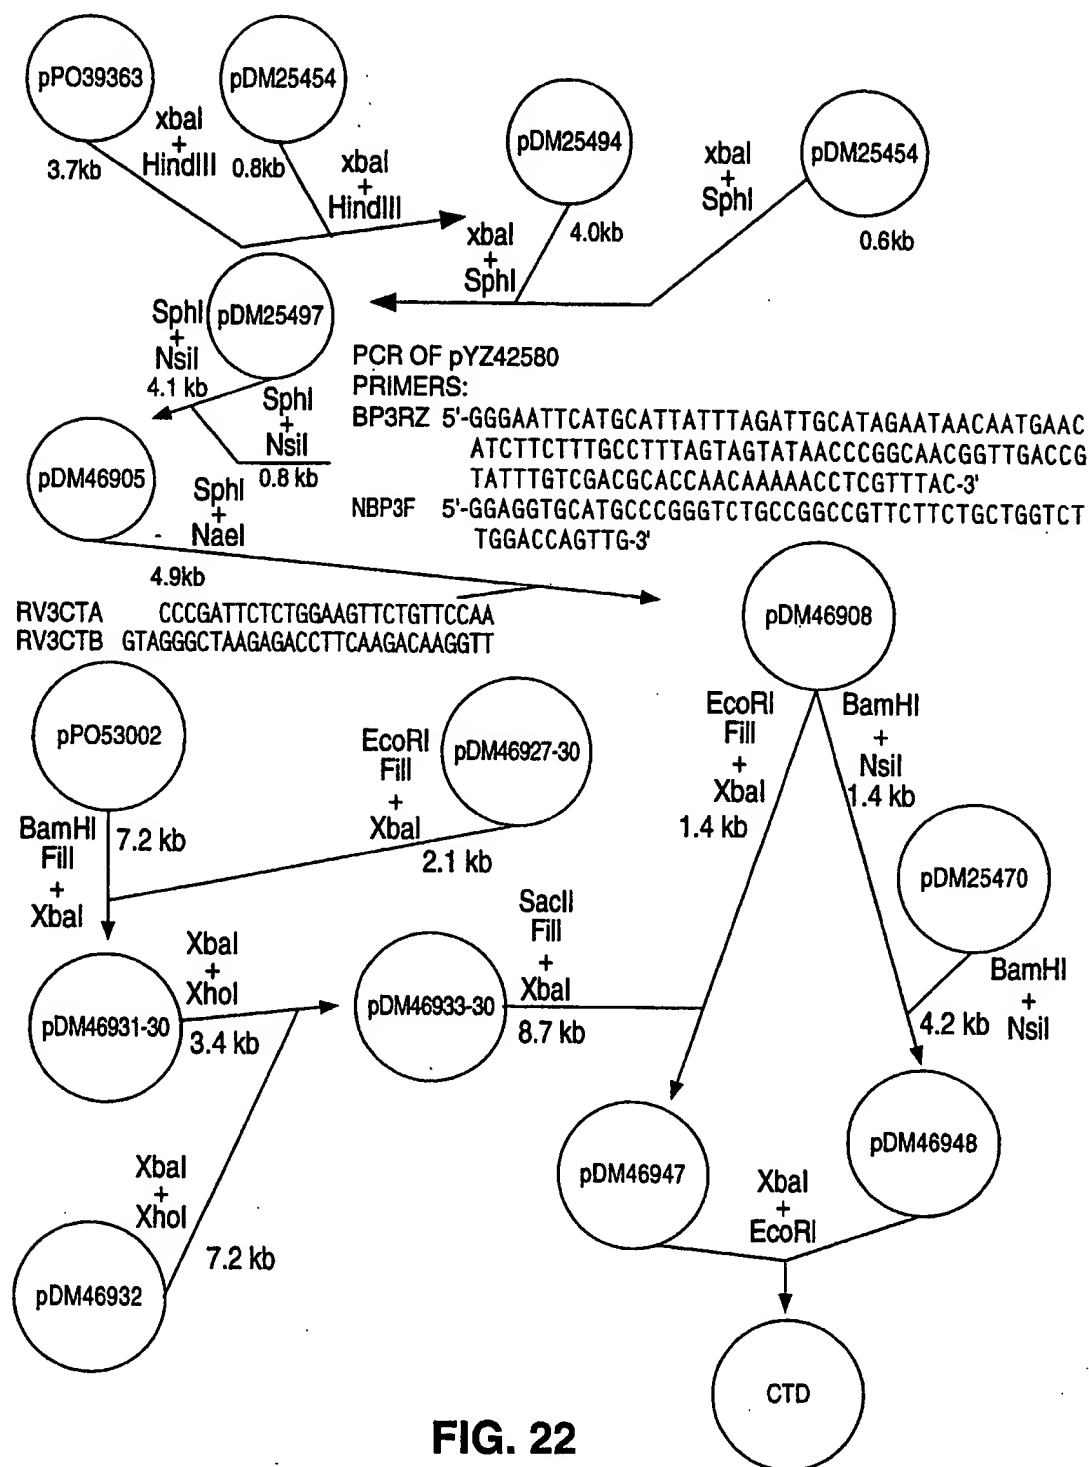 pPO39363
pDM25454
xbaI
+
HindIII
3.7kb
0.8kb
xbaI
+
HindIII
pDM25494
xbaI
+
SphI
pDM25454
4.0kb
0.6kb
xbaI
+
SphI
pDM25497
SphI
+
NsiI
4.1 kb
SphI
+
NsiI
0.8 kb
PCR OF pYZ42580
PRIMERS:
BP3RZ 5'-GGGAATTCATGCATTATTTAGATTGCATAGAATAACAATGAAC
ATCTTCTTTGCCTTTAGTAGTATAACCCGGCAACGGTTGACCG
TATTTGTCGACGCACCAACAAAAACCTCGTTTAC-3'
NBP3F 5'-GGAGGTGCATGCCCGGGTCTGCCGGCCGTTCTTCTGCTGGTCT
TGGACCAGTTG-3'
pDM46905
SphI
+
NaeI
4.9kb
RV3CTA CCCGATTCTCTGGAAGTTCTGTTCCAA
RV3CTB GTAGGGCTAAGAGACCTTCAAGACAAGGTT
pDM46908
pPO53002
EcoRI
Fill
+
XbaI
pDM46927-30
EcoRI
Fill
+
XbaI
1.4 kb
BamHI
+
NsiI
1.4 kb
BamHI
Fill
+
XbaI
7.2 kb
2.1 kb
pDM25470
SacII
Fill
+
XbaI
8.7 kb
BamHI
+
NsiI
4.2 kb
XbaI
+
XhoI
3.4 kb
pDM46931-30
pDM46933-30
pDM46947
pDM46948
XbaI
+
XhoI
7.2 kb
XbaI
+
EcoRI
pDM46932
CTD
FIG. 22